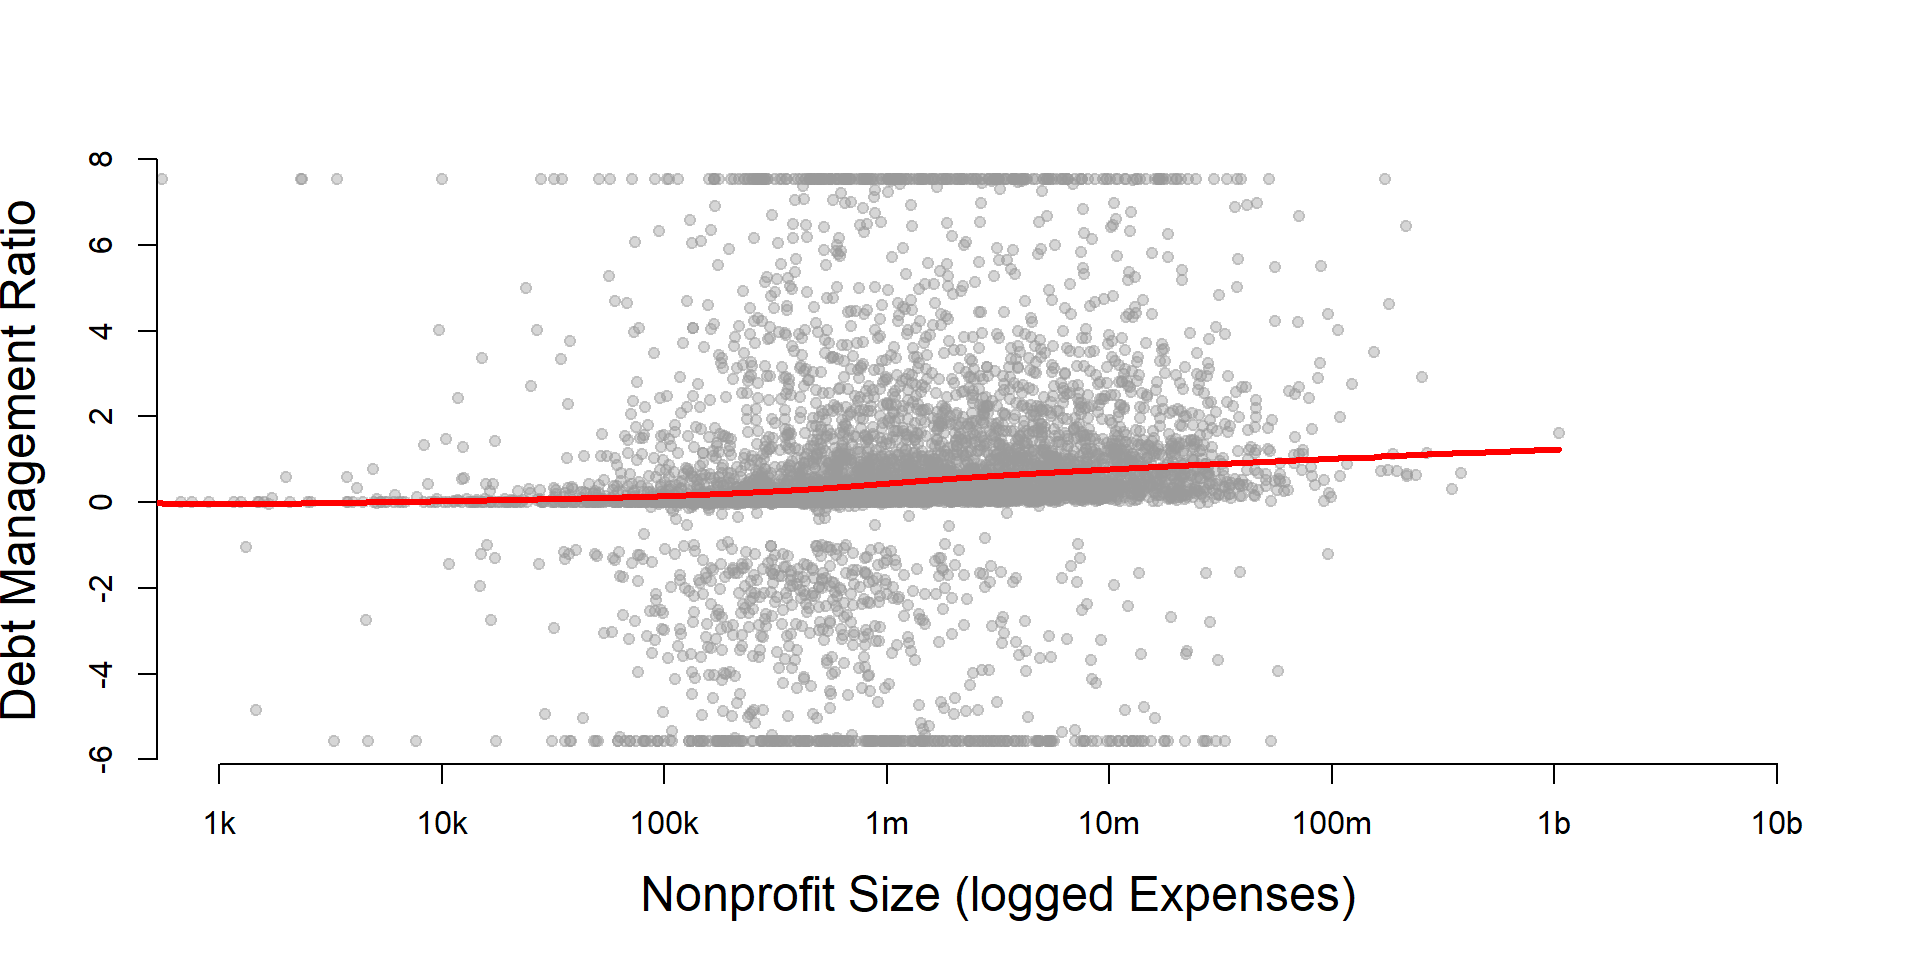 Debt Management Ratio
8
6
4
2
0
-2
-4
-6
1k 10k 100k 1m 10m 100m 1b 10b
Nonprofit Size (logged Expenses)